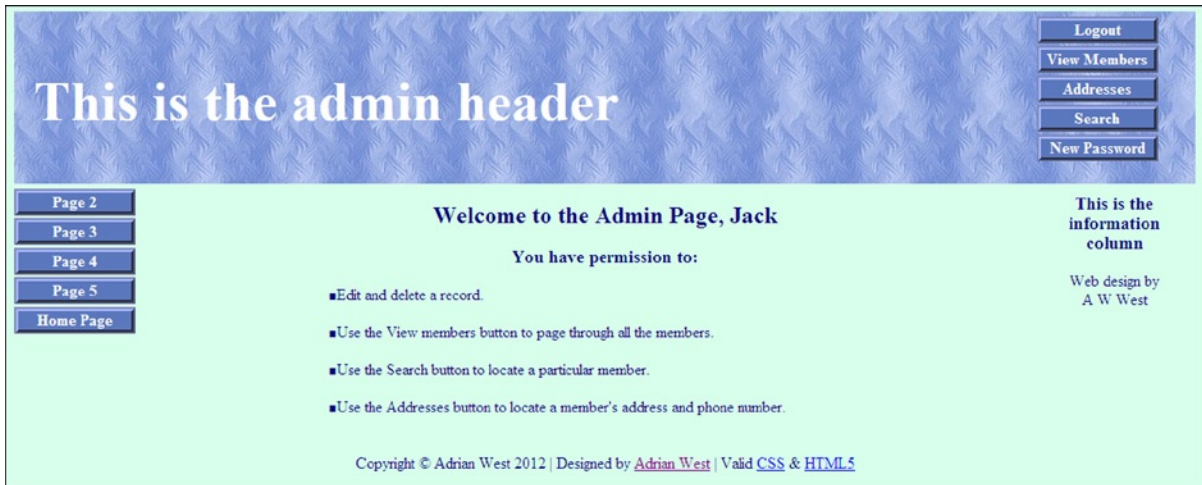 This is the admin header
Logout
View Members
Addresses
Search
New Password
Page 2
Page 3
Page 4
Page 5
Home Page
Welcome to the Admin Page, Jack
You have permission to:
■Edit and delete a record.
■Use the View members button to page through all the members.
■Use the Search button to locate a particular member.
■Use the Addresses button to locate a member's address and phone number.
This is the
information
column
Web design by
A W West
Copyright © Adrian West 2012 | Designed by Adrian West | Valid CSS & HTML5